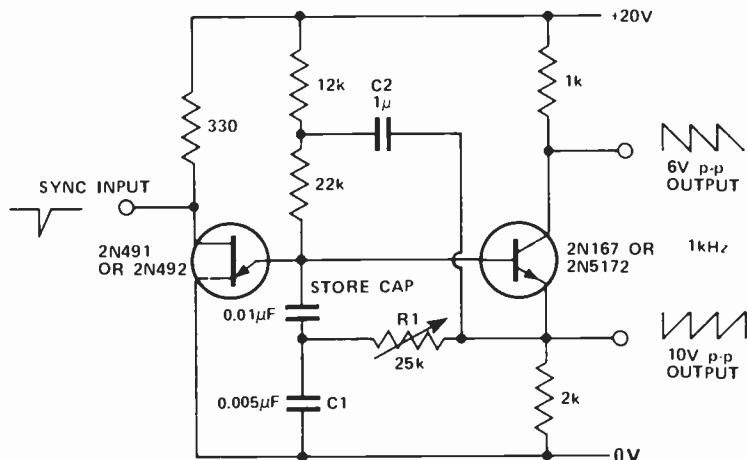 +20V
12k
C2
1μ
1k
330
22k
6V p-p
OUTPUT
SYNC INPUT
2N491
OR 2N492
2N167 OR
2N5172
1kHz
STORE CAP
0.01μF
R1
25k
10V p-p
OUTPUT
0.005μF
C1
2k
0V